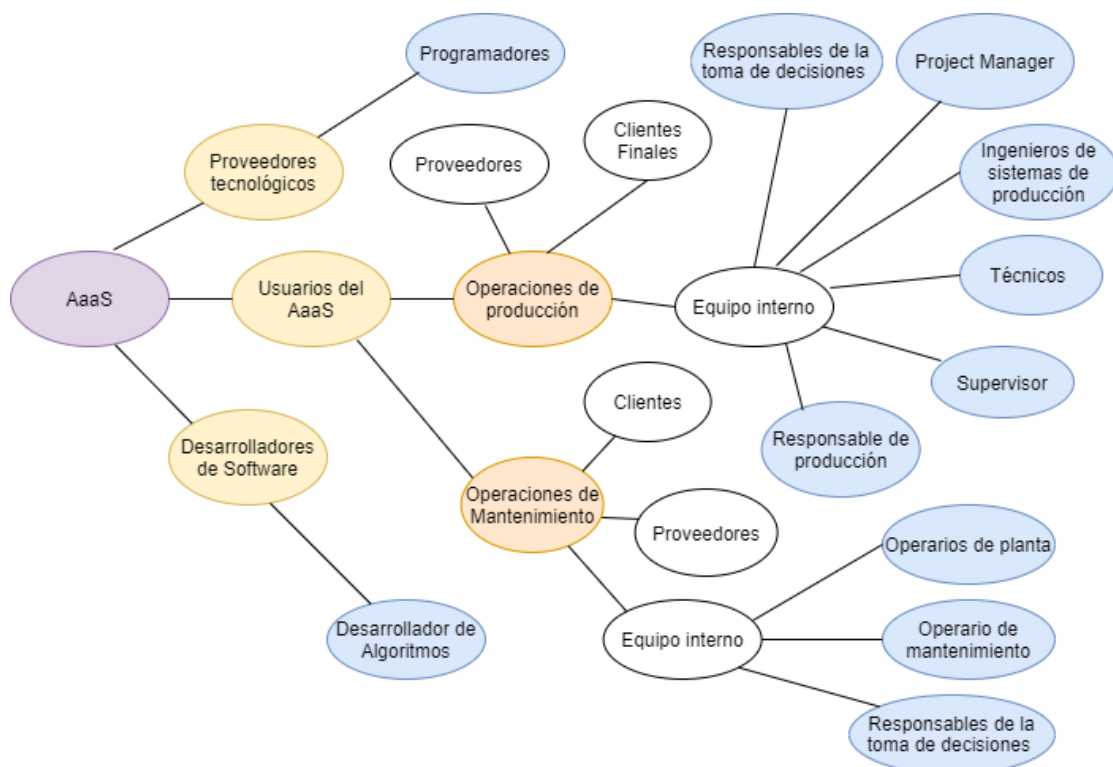 Programadores
Responsables de la
toma de decisiones
Project Manager
Proveedores
tecnológicos
Proveedores
Clientes
Finales
Ingenieros de
sistemas de
producción
AaaS
Usuarios del
AaaS
Operaciones de
producción
Equipo interno
Técnicos
Supervisor
Clientes
Responsable de
producción
Desarrolladores
de Software
Operaciones de
Mantenimiento
Proveedores
Operarios de planta
Desarrollador de
Algoritmos
Equipo interno
Operario de
mantenimiento
Responsables de la
toma de decisiones